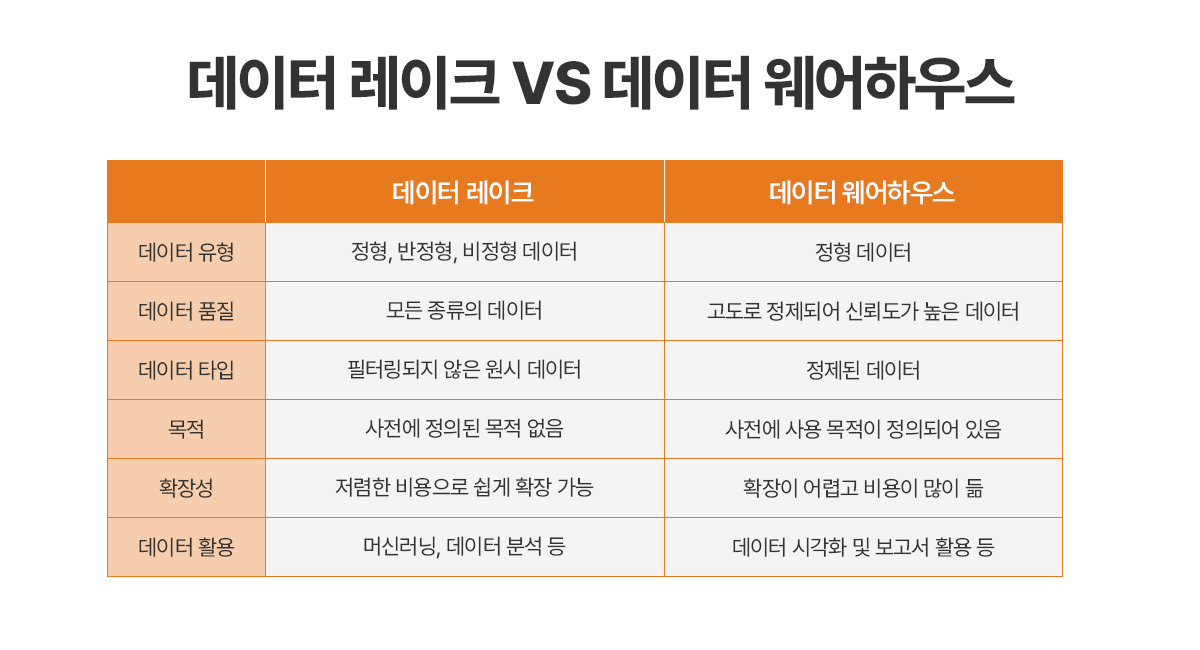 데이터 레이크 VS 데이터 웨어하우스
데이터 레이크 데이터 웨어하우스
데이터 유형 정형, 반정형, 비정형 데이터 정형 데이터
데이터 품질 모든 종류의 데이터 고도로 정제되어 신뢰도가 높은 데이터
데이터 타입 필터링되지 않은 원시 데이터 정제된 데이터
목적 사전에 정의된 목적 없음 사전에 사용 목적이 정의되어 있음
확장성 저렴한 비용으로 쉽게 확장 가능 확장이 어렵고 비용이 많이 듦
데이터 활용 머신러닝, 데이터 분석 등 데이터 시각화 및 보고서 활용 등